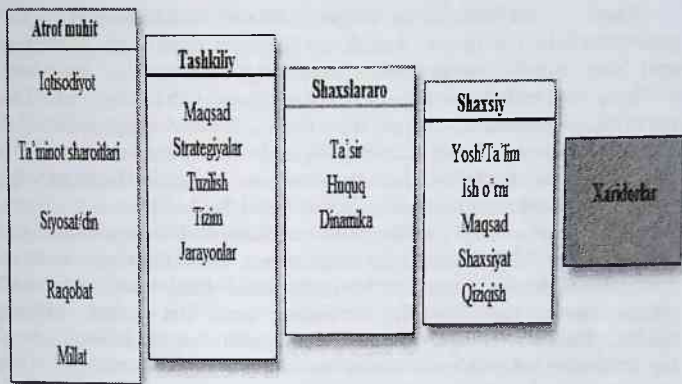 Atrof muhit
Iqtisodiyot
Ta'minot sharoitlari
Siyosat/din
Raqobat
Millat
Tashkiliy
Maqsad
Strategiyalar
Tuzilish
Tizim
Jarayonlar
Shaxslararo
Ta'sir
Huquq
Dinamika
Shaxsiy
Yosh/Ta'lim
Ish o'rni
Maqsad
Shaxsiyat
Qiziqish
Xaridorlar